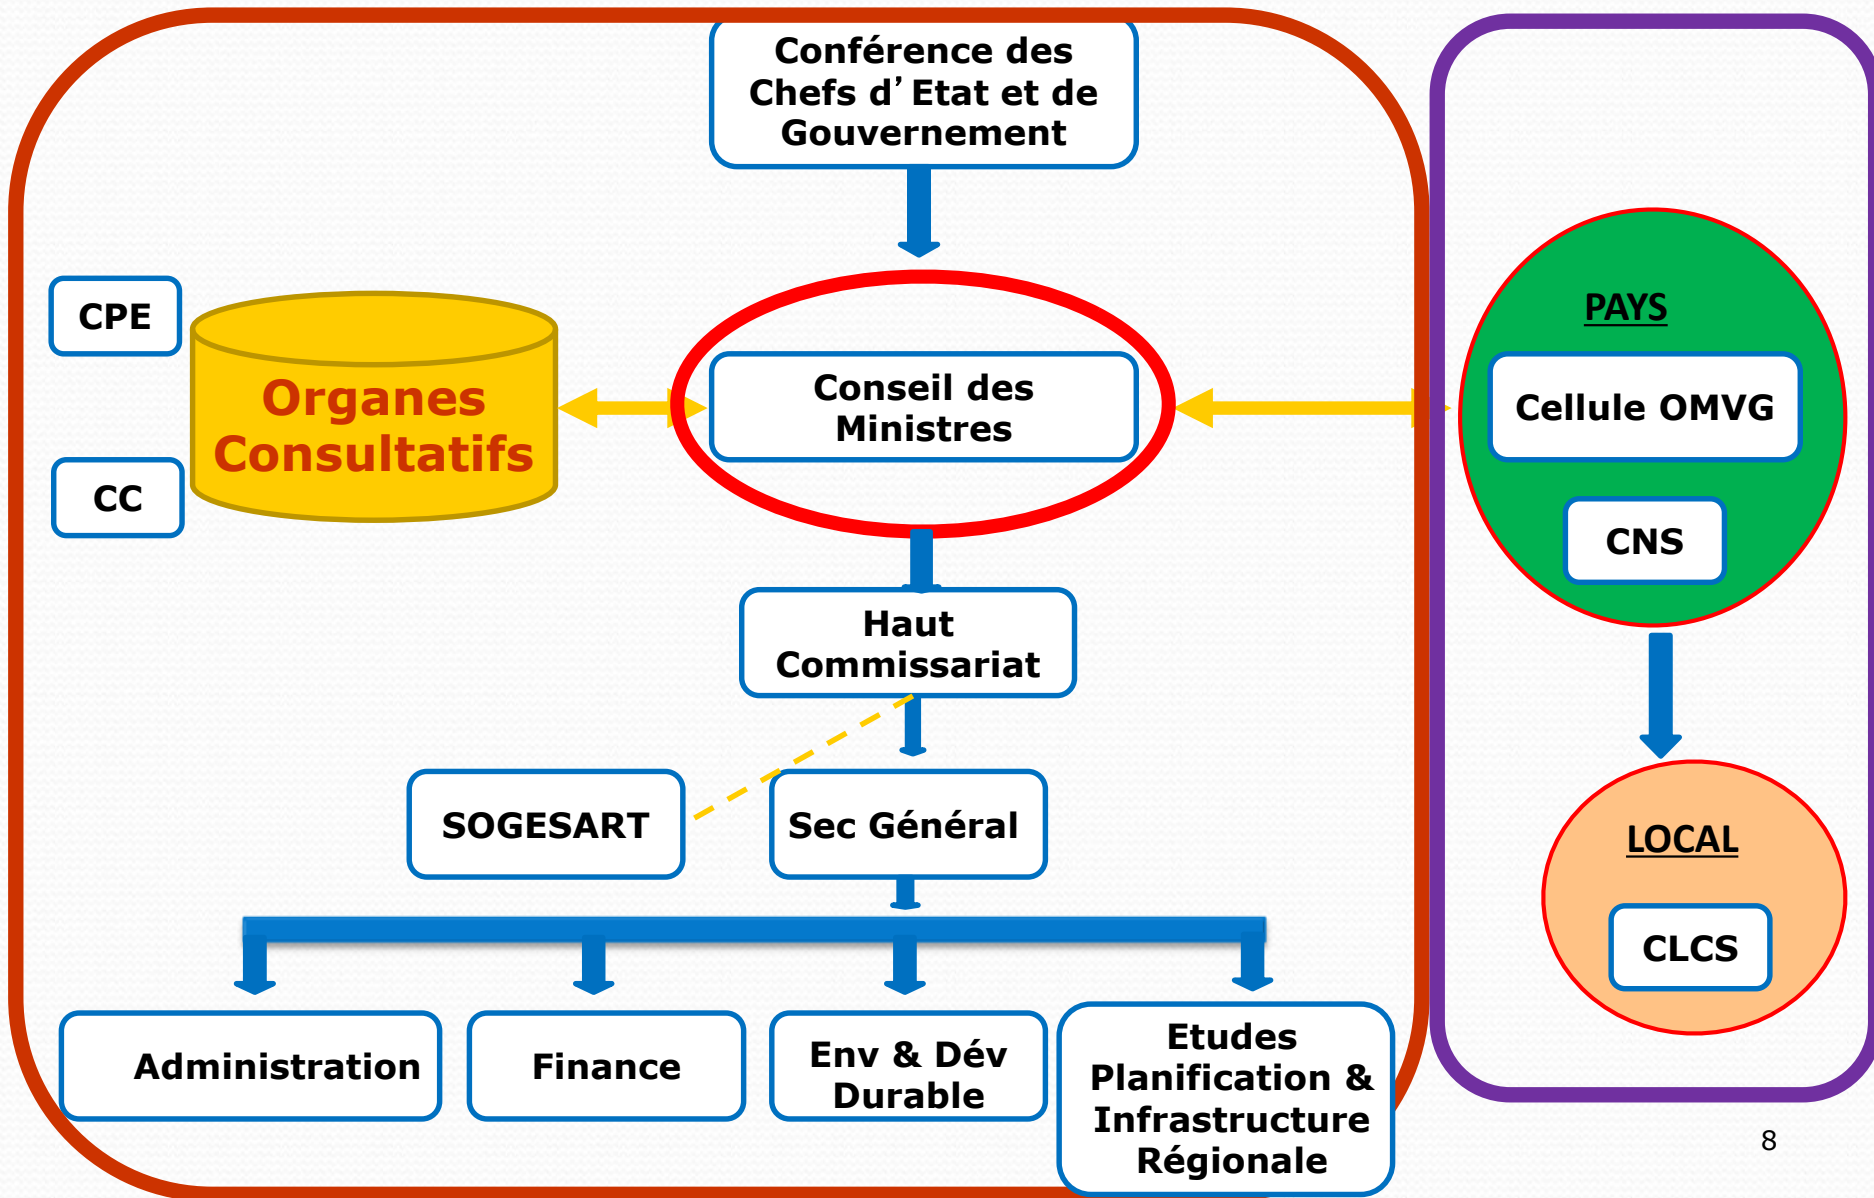 Conférence des
Chefs d’ Etat et de
Gouvernement
CPE
Organes
Consultatifs
CC
Conseil des
Ministres
PAYS
Cellule OMVG
CNS
Haut
Commissariat
SOGESART
Sec Général
LOCAL
CLCS
Administration
Finance
Env & Dév
Durable
Etudes
Planification &
Infrastructure
Régionale
8